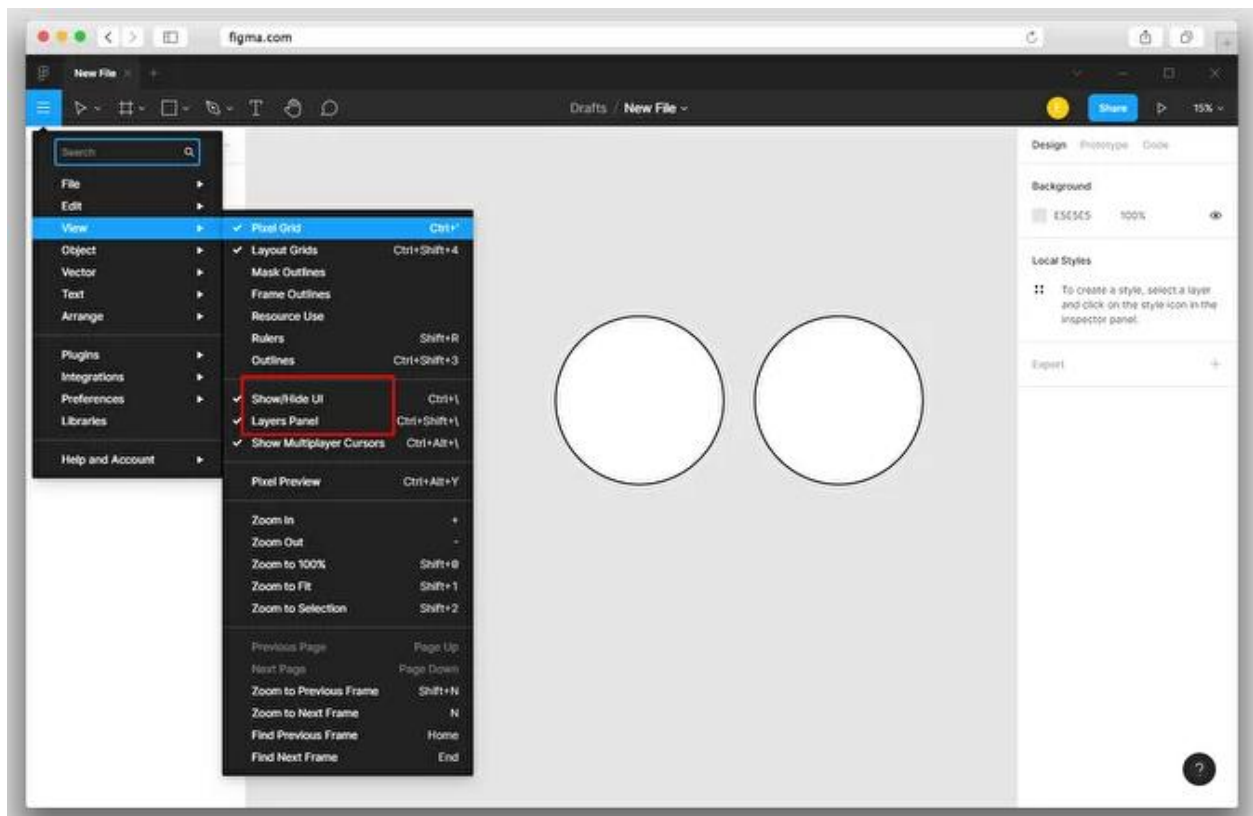 figma.com
New File
Drafts / New File
Share
15%
Search
File
Edit
View
Object
Vector
Text
Arrange
Plugins
Integrations
Preferences
Libraries
Help and Account
Pixel Grid Ctrl+'
Layout Grids Ctrl+Shift+4
Mask Outlines
Frame Outlines
Resource Use
Rulers Shift+R
Outlines Ctrl+Shift+3
Show/Hide UI Ctrl+\
Layers Panel Ctrl+Shift+\
Show Multiplayer Cursors Ctrl+Alt+\
Pixel Preview Ctrl+Alt+Y
Zoom In +
Zoom Out -
Zoom to 100% Shift+0
Zoom to Fit Shift+1
Zoom to Selection Shift+2
Previous Page Page Up
Next Page Page Down
Zoom to Previous Frame Shift+N
Zoom to Next Frame N
Find Previous Frame Home
Find Next Frame End
Design Prototype Code
Background
E5E5E5 100%
Local Styles
To create a style, select a layer
and click on the style icon in the
inspector panel.
Export +
?